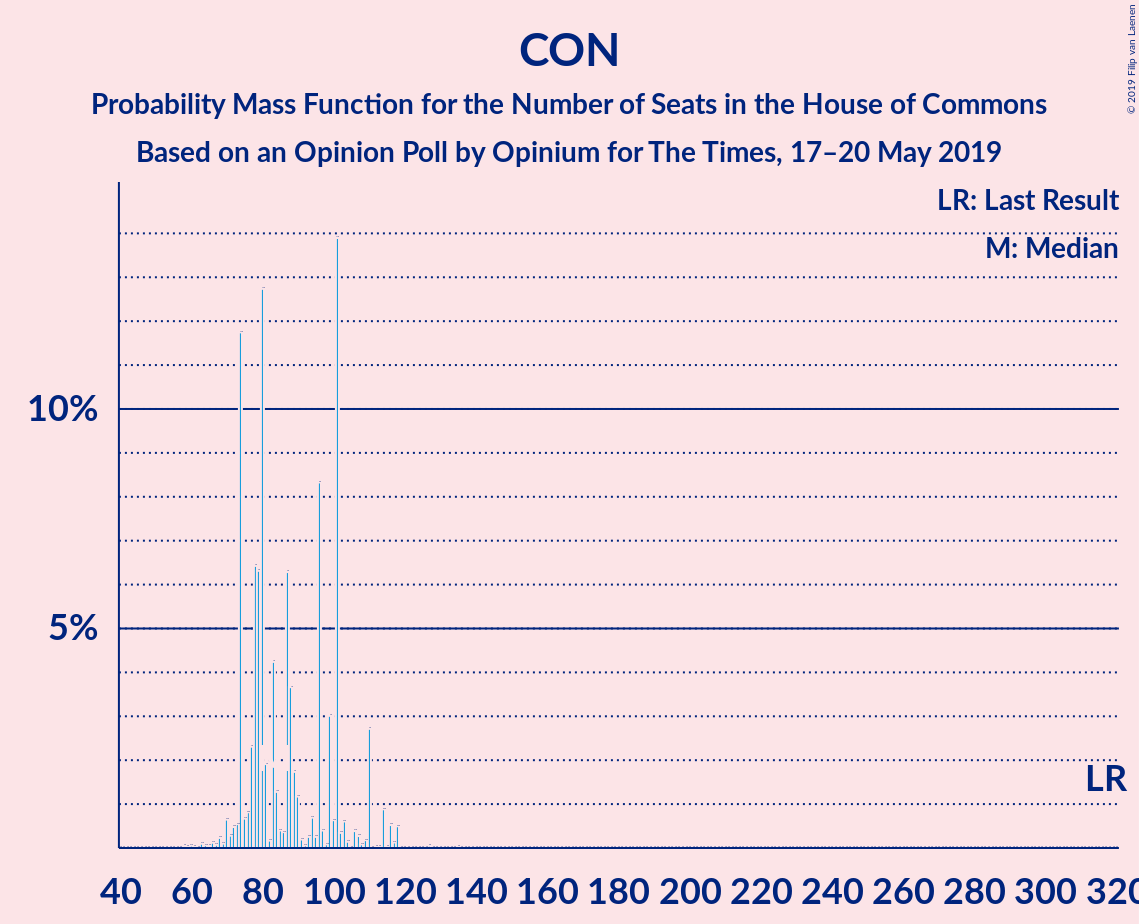 CON
Probability Mass Function for the Number of Seats in the House of Commons
Based on an Opinion Poll by Opinium for The Times, 17–20 May 2019
© 2019 Filip van Laenen
LR: Last Result
M: Median
10%
5%
LR
40 60 80 100 120 140 160 180 200 220 240 260 280 300 320